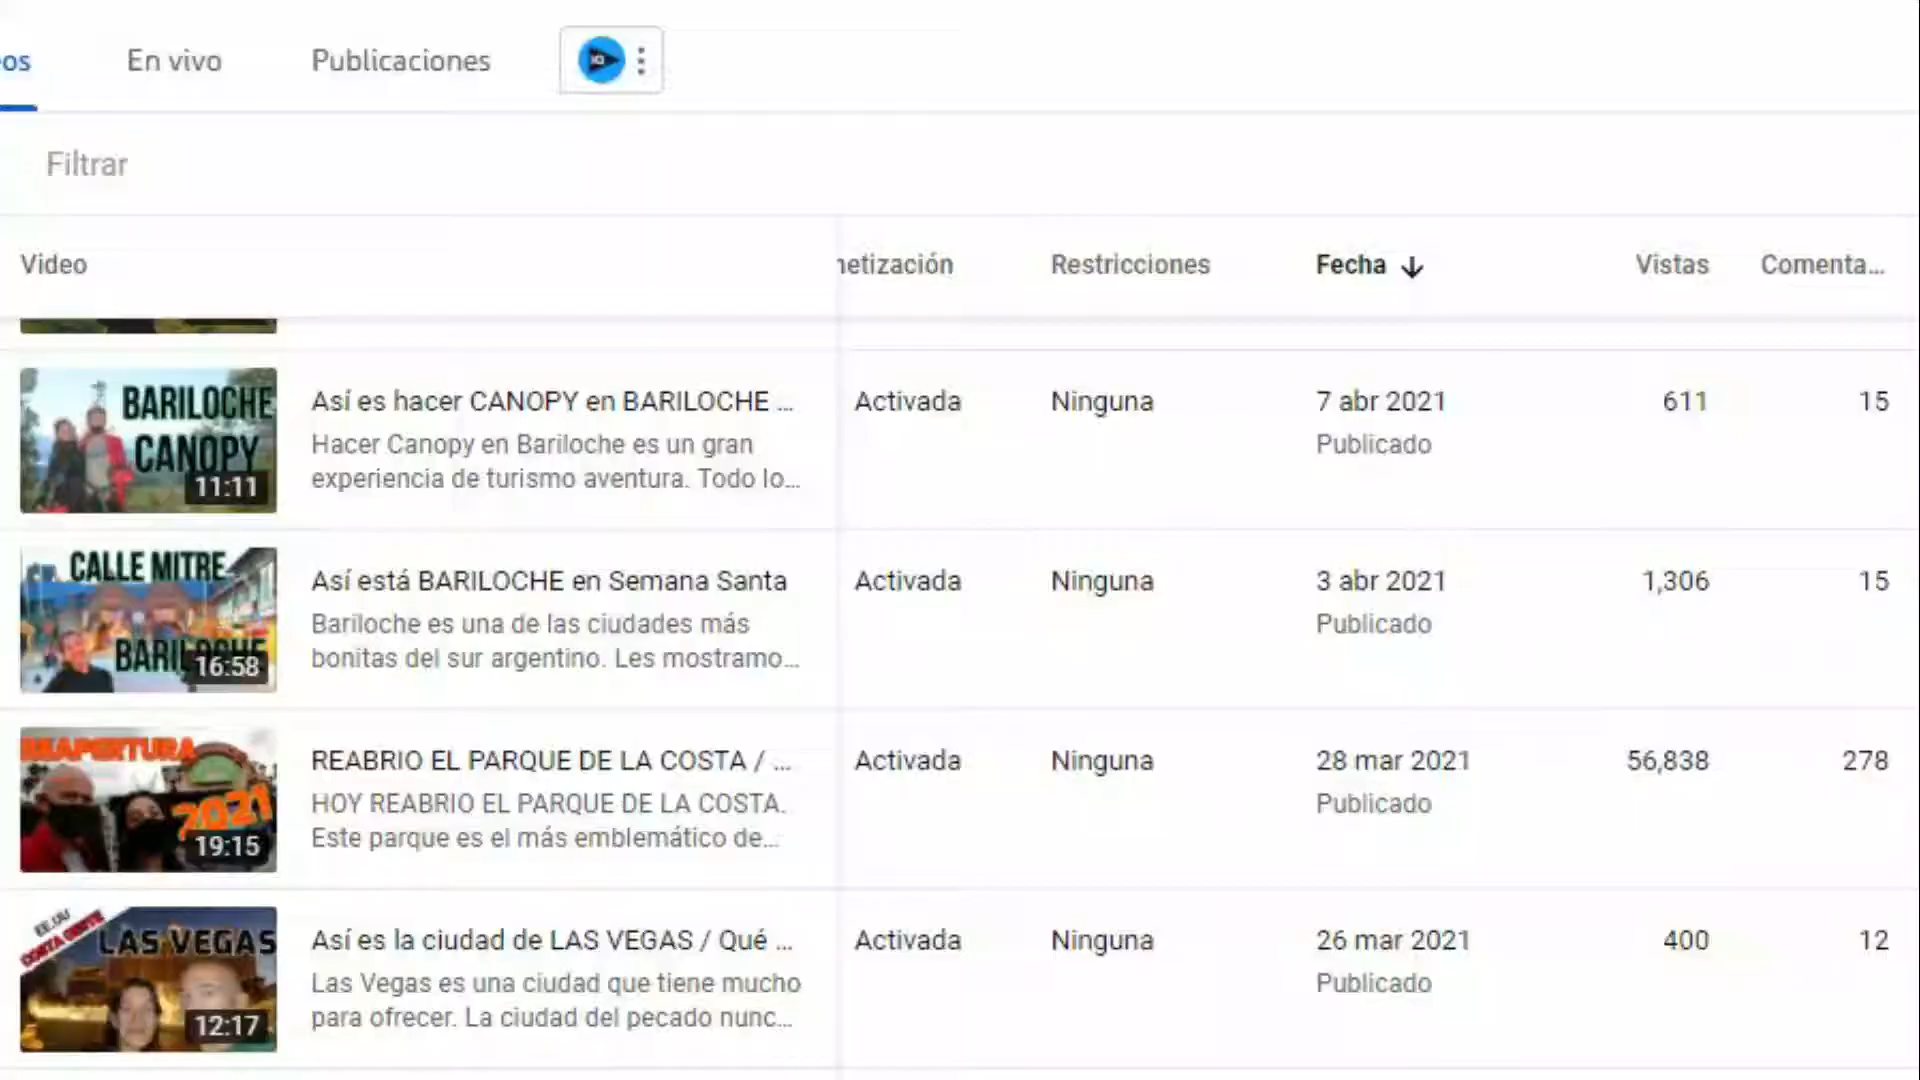 os En vivo Publicaciones
Filtrar
Video netización Restricciones Fecha Vistas Comenta...
BARILOCHE
CANOPY
11:11
Así es hacer CANOPY en BARILOCHE ... Activada Ninguna 7 abr 2021 611 15
Hacer Canopy en Bariloche es un gran Publicado
experiencia de turismo aventura. Todo lo...
CALLE MITRE
BARILOCHE
16:58
Así está BARILOCHE en Semana Santa Activada Ninguna 3 abr 2021 1,306 15
Bariloche es una de las ciudades más Publicado
bonitas del sur argentino. Les mostramo...
REAPERTURA
2021
19:15
REABRIO EL PARQUE DE LA COSTA / ... Activada Ninguna 28 mar 2021 56,838 278
HOY REABRIO EL PARQUE DE LA COSTA. Publicado
Este parque es el más emblemático de...
EE.UU
COSTA OESTE
LAS VEGAS
12:17
Así es la ciudad de LAS VEGAS / Qué ... Activada Ninguna 26 mar 2021 400 12
Las Vegas es una ciudad que tiene mucho Publicado
para ofrecer. La ciudad del pecado nunc...